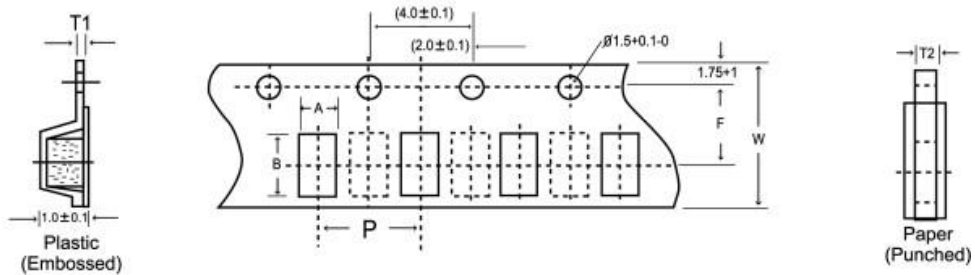 T1
1.0±0.1
Plastic
(Embossed)
(4.0±0.1)
(2.0±0.1)
Ø1.5+0.1-0
1.75+1
A
B
F
W
P
T2
Paper
(Punched)